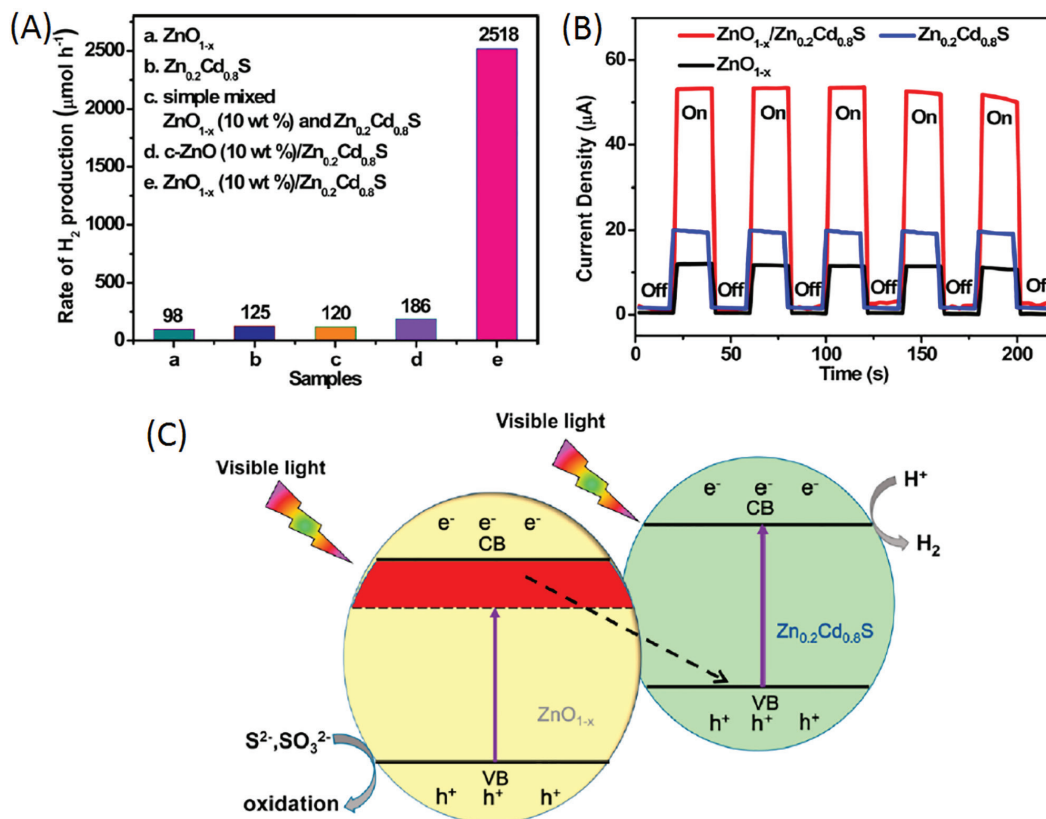 (A)
Rate of H₂ production (μmol h⁻¹)
2500
2000
1500
1000
500
0
a. ZnO₁₋ₓ
b. Zn₀.₂Cd₀.₈S
c. simple mixed
ZnO₁₋ₓ (10 wt %) and Zn₀.₂Cd₀.₈S
d. c-ZnO (10 wt %)/Zn₀.₂Cd₀.₈S
e. ZnO₁₋ₓ (10 wt %)/Zn₀.₂Cd₀.₈S
98
125
120
186
2518
a b c d e
Samples
(B)
Current Density (μA)
60
40
20
0
ZnO₁₋ₓ/Zn₀.₂Cd₀.₈S Zn₀.₂Cd₀.₈S
ZnO₁₋ₓ
On On On On On
Off Off Off Off Off Off
0 50 100 150 200
Time (s)
(C)
Visible light
Visible light
e⁻ e⁻ e⁻
CB
ZnO₁₋ₓ
VB
h⁺ h⁺ h⁺
S²⁻,SO₃²⁻
oxidation
e⁻ e⁻ e⁻
CB
Zn₀.₂Cd₀.₈S
VB
h⁺ h⁺ h⁺
H⁺
H₂